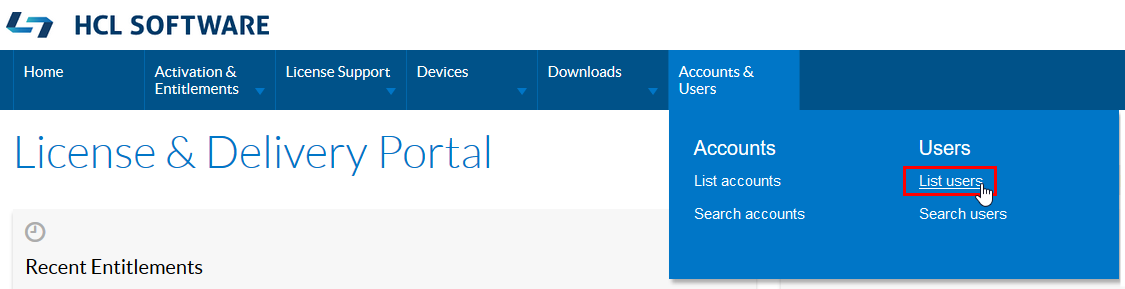 HCL SOFTWARE
Home
Activation &
Entitlements
License Support
Devices
Downloads
Accounts &
Users
License & Delivery Portal
Accounts
List accounts
Search accounts
Users
List users
Search users
Recent Entitlements